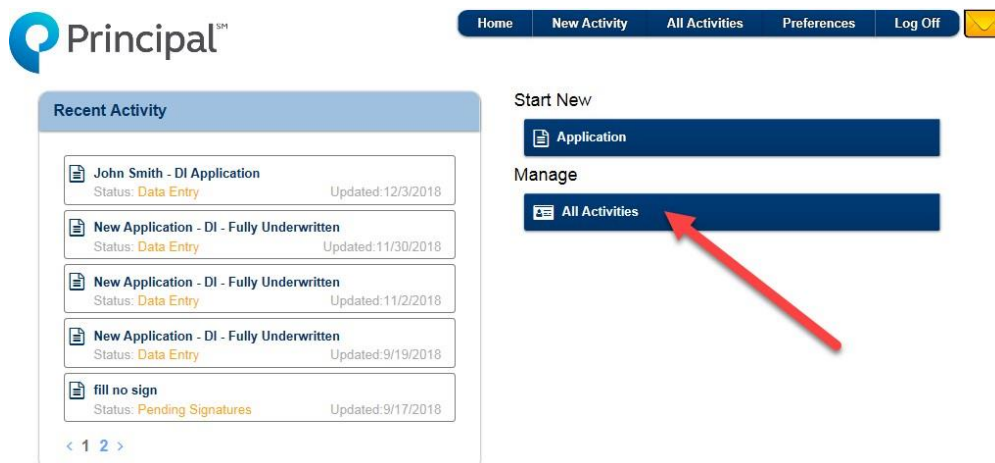 Principal℠
Home New Activity All Activities Preferences Log Off
Recent Activity
John Smith - DI Application
Status: Data Entry Updated:12/3/2018
New Application - DI - Fully Underwritten
Status: Data Entry Updated:11/30/2018
New Application - DI - Fully Underwritten
Status: Data Entry Updated:11/2/2018
New Application - DI - Fully Underwritten
Status: Data Entry Updated:9/19/2018
fill no sign
Status: Pending Signatures Updated:9/17/2018
< 1 2 >
Start New
Application
Manage
All Activities